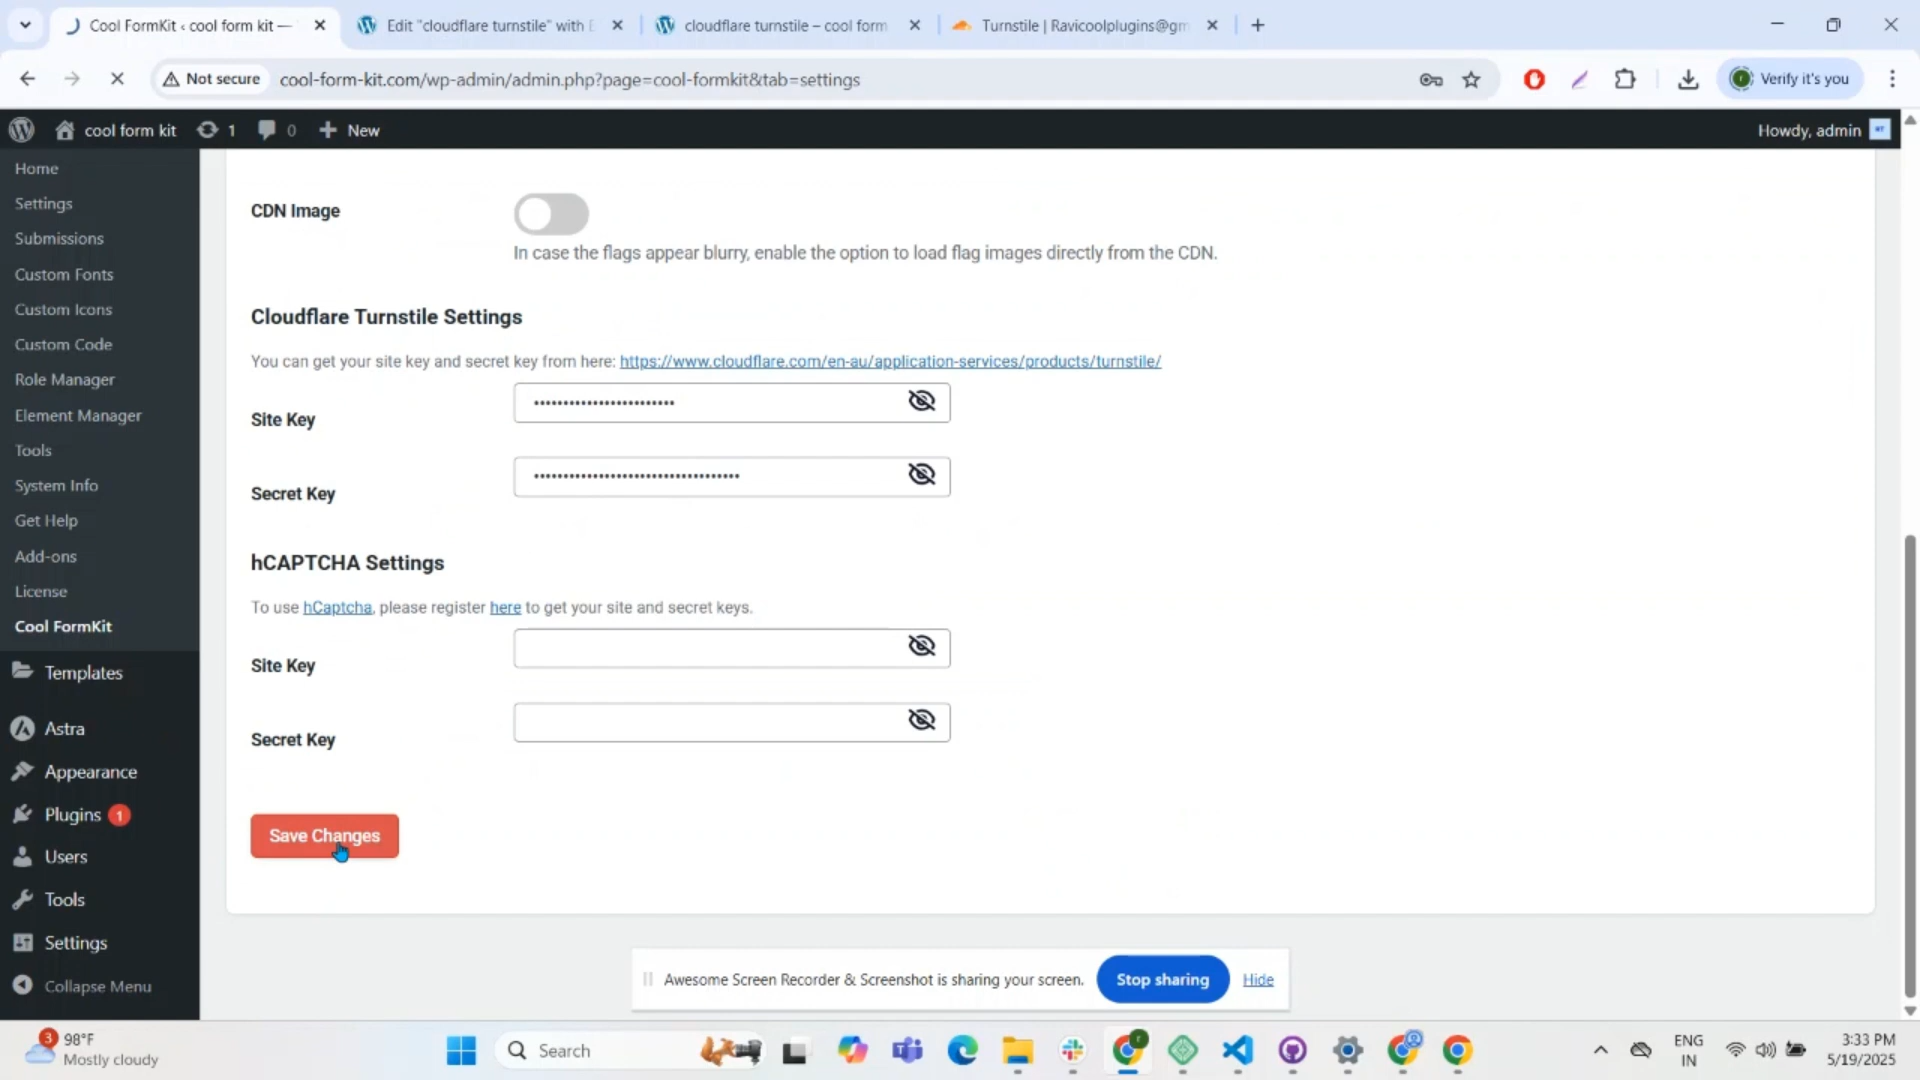 Cool FormKit ‹ cool form kit —
Edit "cloudflare turnstile" with E
cloudflare turnstile – cool form
Turnstile | Ravicoolplugins@gm
Not secure
cool-form-kit.com/wp-admin/admin.php?page=cool-formkit&tab=settings
Verify it's you
cool form kit
1
0
New
Howdy, admin
Home
Settings
Submissions
Custom Fonts
Custom Icons
Custom Code
Role Manager
Element Manager
Tools
System Info
Get Help
Add-ons
License
Cool FormKit
Templates
Astra
Appearance
Plugins 1
Users
Tools
Settings
Collapse Menu
CDN Image
In case the flags appear blurry, enable the option to load flag images directly from the CDN.
Cloudflare Turnstile Settings
You can get your site key and secret key from here: https://www.cloudflare.com/en-au/application-services/products/turnstile/
Site Key
Secret Key
hCAPTCHA Settings
To use hCaptcha, please register here to get your site and secret keys.
Site Key
Secret Key
Save Changes
Awesome Screen Recorder & Screenshot is sharing your screen.
Stop sharing
Hide
3
98°F
Mostly cloudy
Search
ENG
IN
3:33 PM
5/19/2025